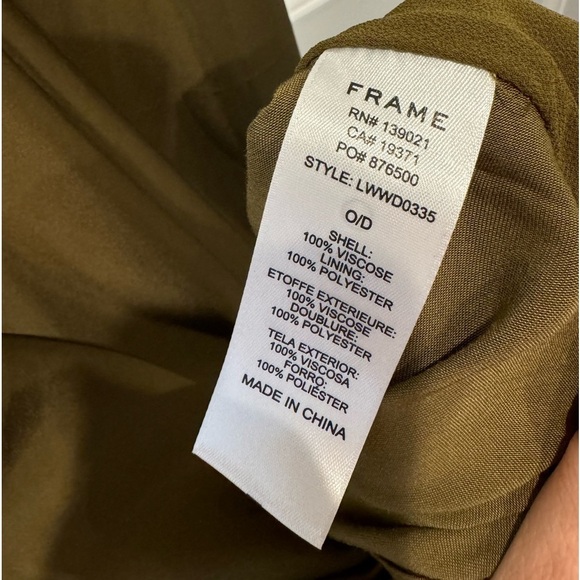 FRAME
RN# 139021
CA# 19371
PO# 876500
STYLE: LWWD0335
O/D
SHELL:
100% VISCOSE
LINING:
100% POLYESTER
ETOFFE EXTERIEURE:
100% VISCOSE
DOUBLURE:
100% POLYESTER
TELA EXTERIOR:
100% VISCOSA
FORRO:
100% POLIÉSTER
MADE IN CHINA